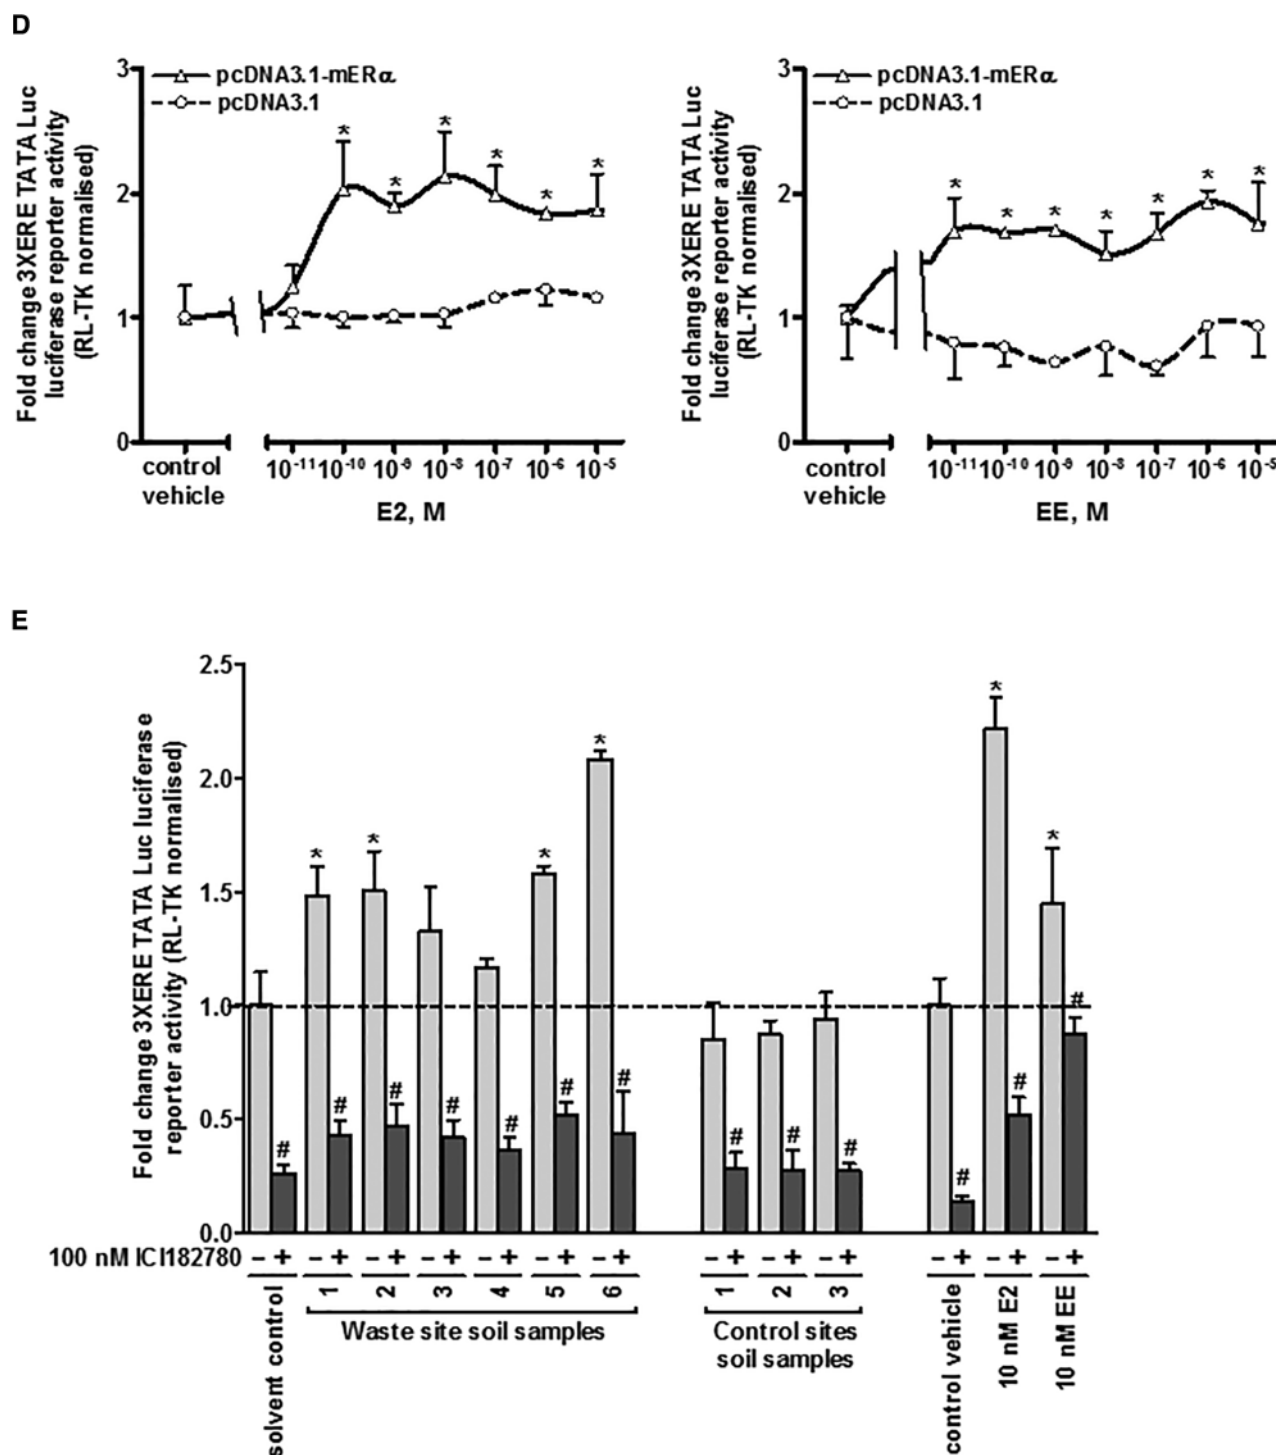 D
Fold change 3XERE TATA Luc
luciferase reporter activity
(RL-TK normalised)
3
2
1
0
pcDNA3.1-mERα
pcDNA3.1
* * * * * *
control
vehicle
10⁻¹¹ 10⁻¹⁰ 10⁻⁹ 10⁻⁸ 10⁻⁷ 10⁻⁶ 10⁻⁵
E2, M
Fold change 3XERE TATA Luc
luciferase reporter activity
(RL-TK normalised)
3
2
1
0
pcDNA3.1-mERα
pcDNA3.1
* * * * * * *
control
vehicle
10⁻¹¹ 10⁻¹⁰ 10⁻⁹ 10⁻⁸ 10⁻⁷ 10⁻⁶ 10⁻⁵
EE, M
E
Fold change 3XERE TATA Luc luciferase
reporter activity (RL-TK normalised)
2.5
2.0
1.5
1.0
0.5
0.0
* * * * * *
# # # # # # # # # # # # #
100 nM ICI182780 – + – + – + – + – + – + – + – + – + – + – + – + – +
solvent control
1 2 3 4 5 6
Waste site soil samples
1 2 3
Control sites
soil samples
control vehicle
10 nM E2
10 nM EE